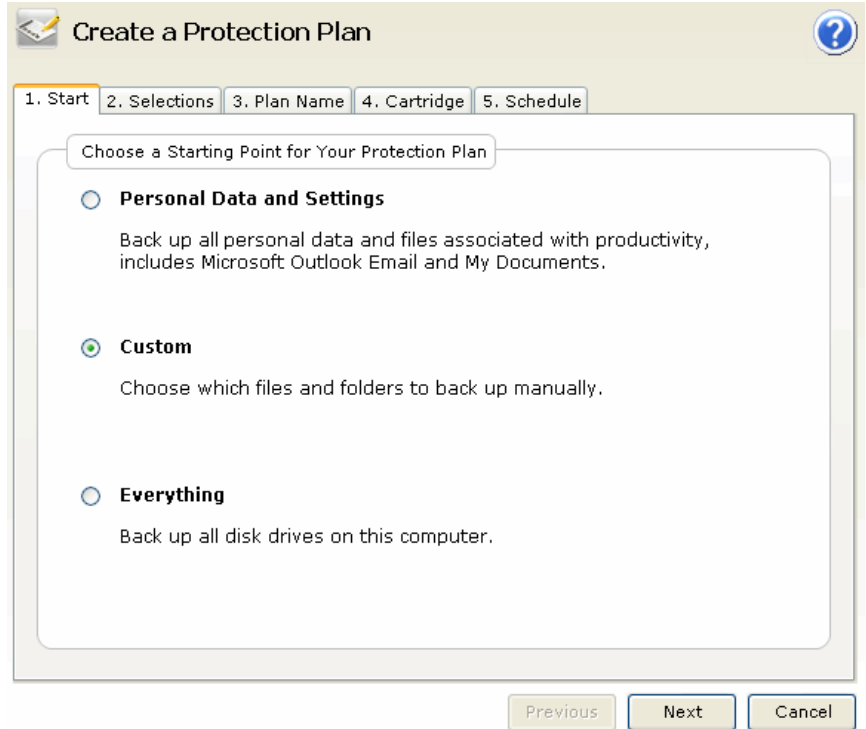 Create a Protection Plan
?
1. Start 2. Selections 3. Plan Name 4. Cartridge 5. Schedule
Choose a Starting Point for Your Protection Plan
Personal Data and Settings
Back up all personal data and files associated with productivity,
includes Microsoft Outlook Email and My Documents.
Custom
Choose which files and folders to back up manually.
Everything
Back up all disk drives on this computer.
Previous Next Cancel